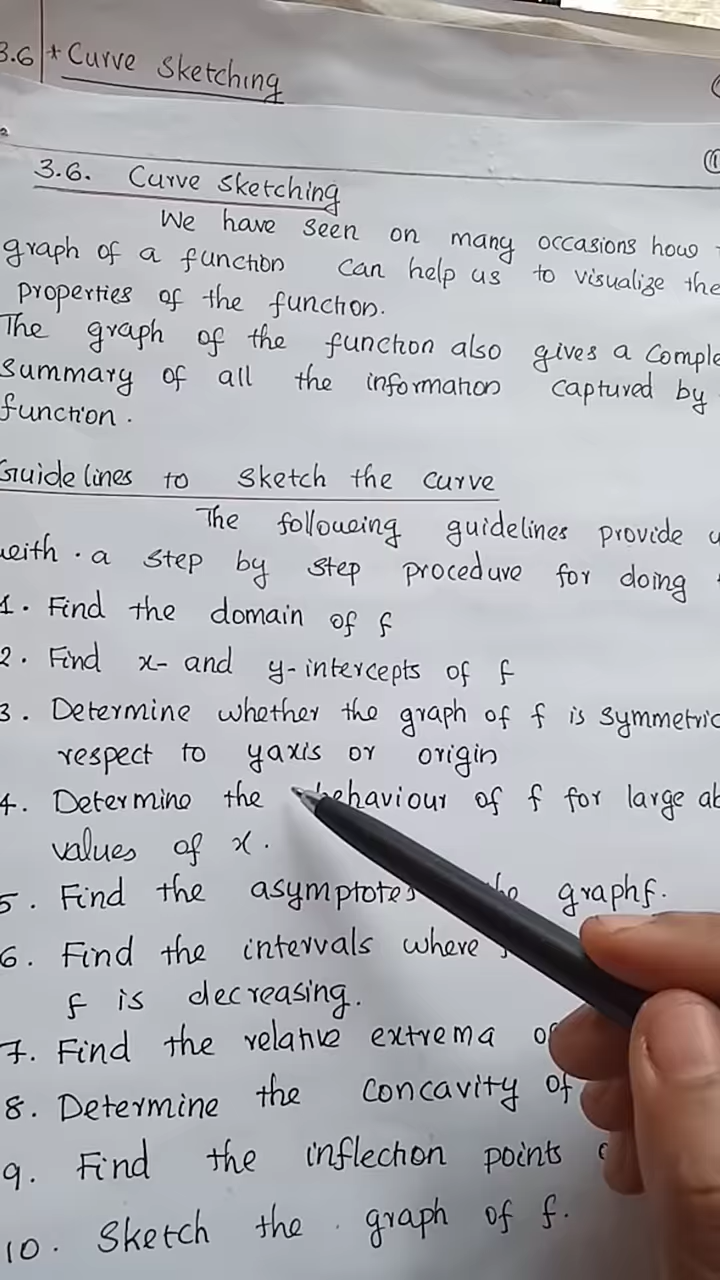 3.6 * Curve Sketching
3.6. Curve Sketching
We have seen on many occasions how
graph of a function can help us to visualize the
properties of the function.
The graph of the function also gives a Comple
summary of all the information captured by
function.
Guidelines to sketch the curve
The following guidelines provide u
with a step by step procedure for doing
1. Find the domain of f
2. Find x- and y-intercepts of f
3. Determine whether the graph of f is symmetric
respect to yaxis or origin
4. Determine the behaviour of f for large ab
values of x.
5. Find the asymptotes graph f.
6. Find the intervals where
f is decreasing.
7. Find the relative extrema of
8. Determine the concavity of
9. Find the inflection points
10. Sketch the graph of f.